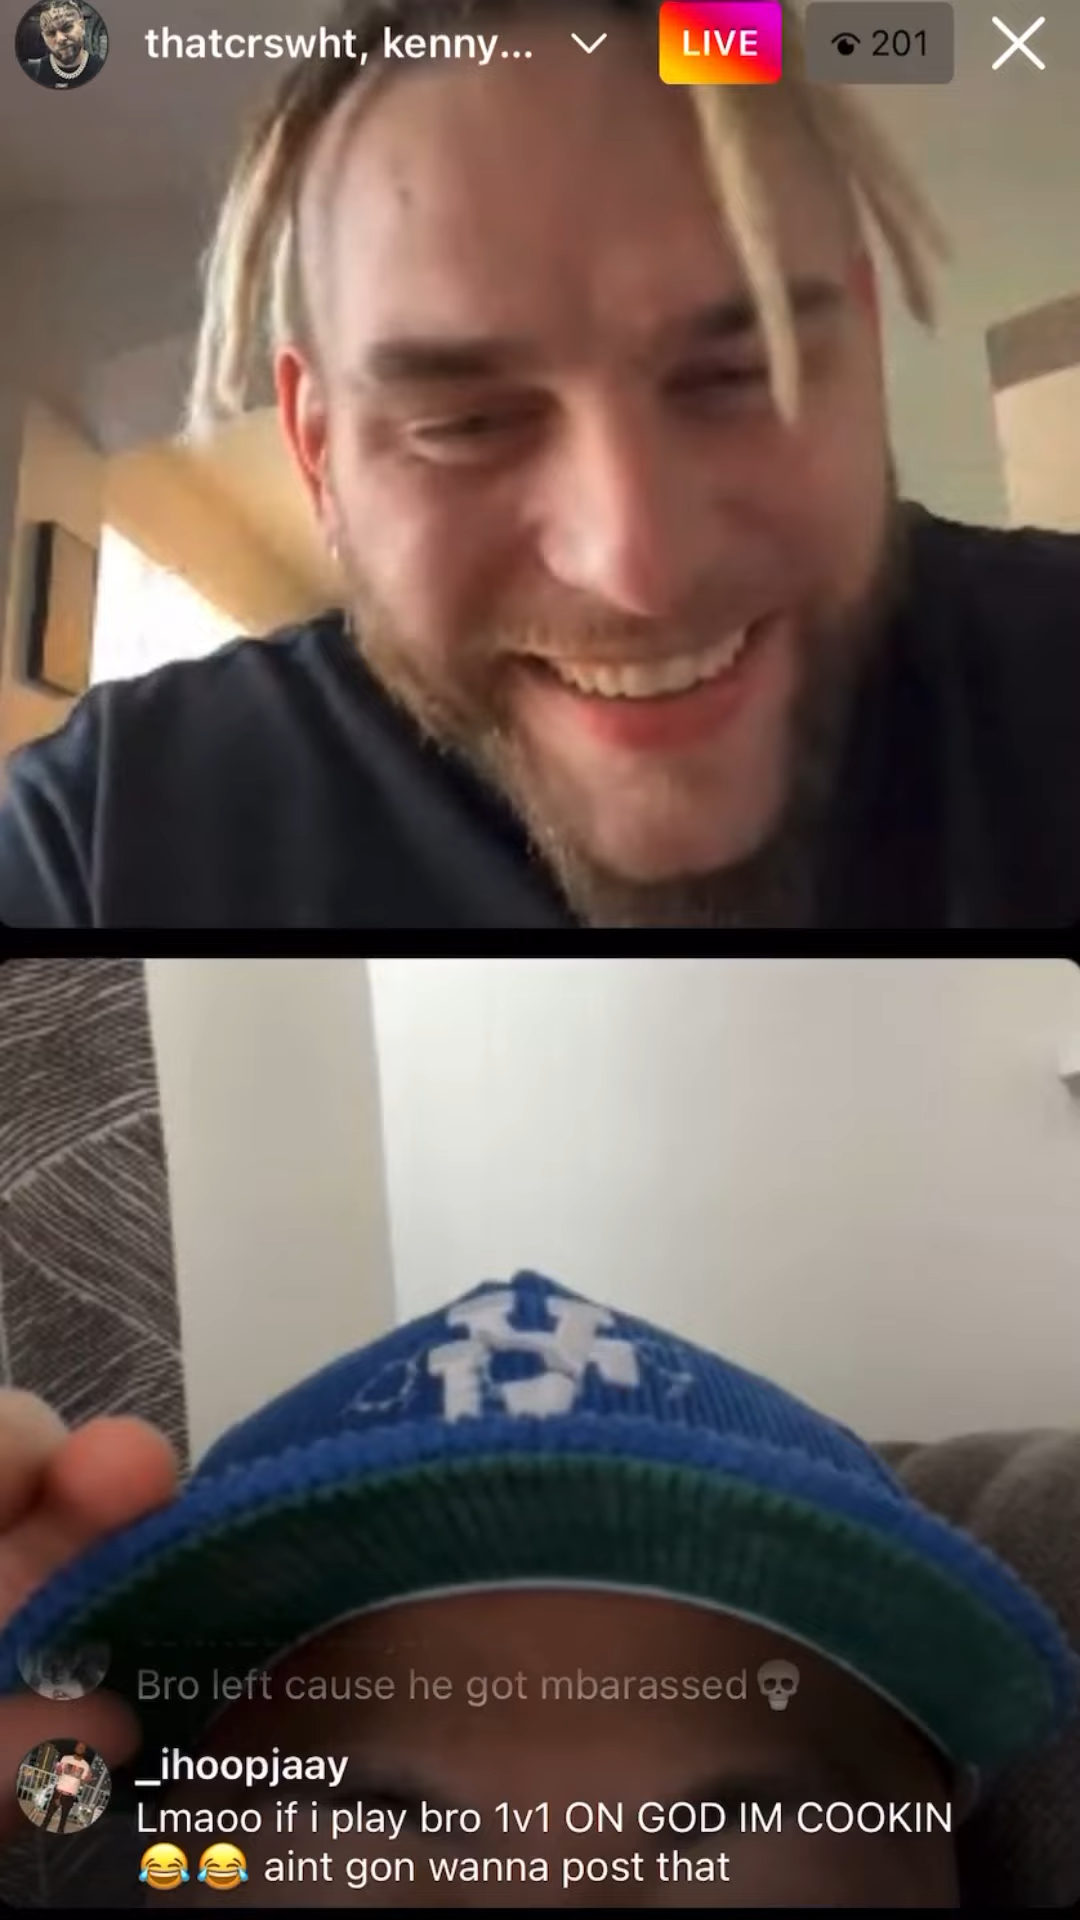 thatcrswht, kenny...
LIVE
201
Bro left cause he got mbarassed💀
_ihoopjaay
Lmaoo if i play bro 1v1 ON GOD IM COOKIN
😂😂 aint gon wanna post that